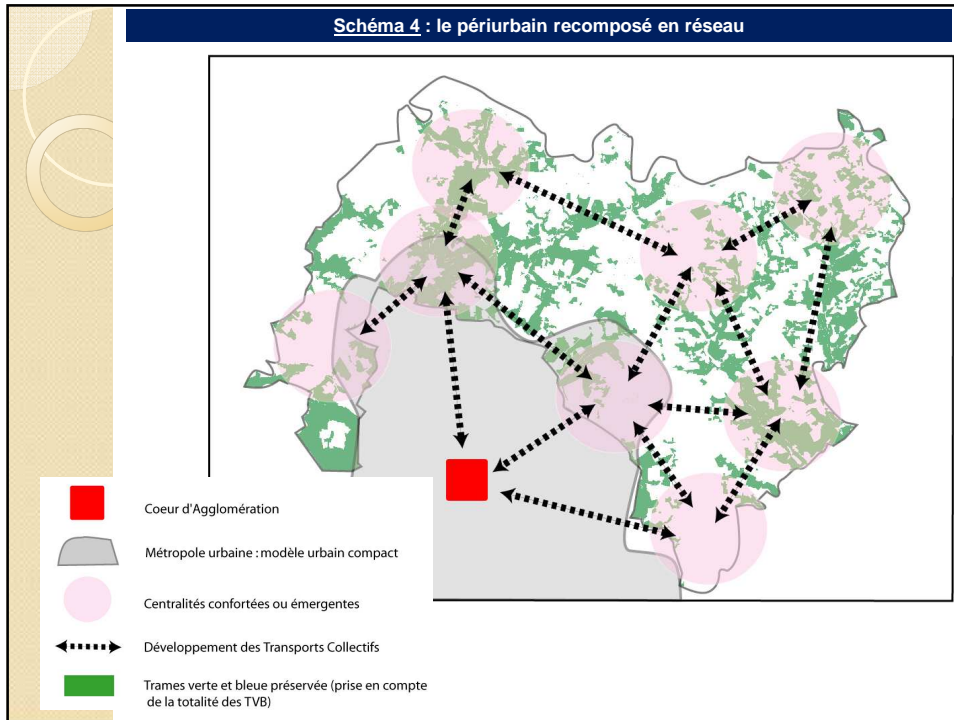 Schéma 4 : le périurbain recomposé en réseau
Coeur d'Agglomération
Métropole urbaine : modèle urbain compact
Centralités confortées ou émergentes
Développement des Transports Collectifs
Trames verte et bleue préservée (prise en compte
de la totalité des TVB)